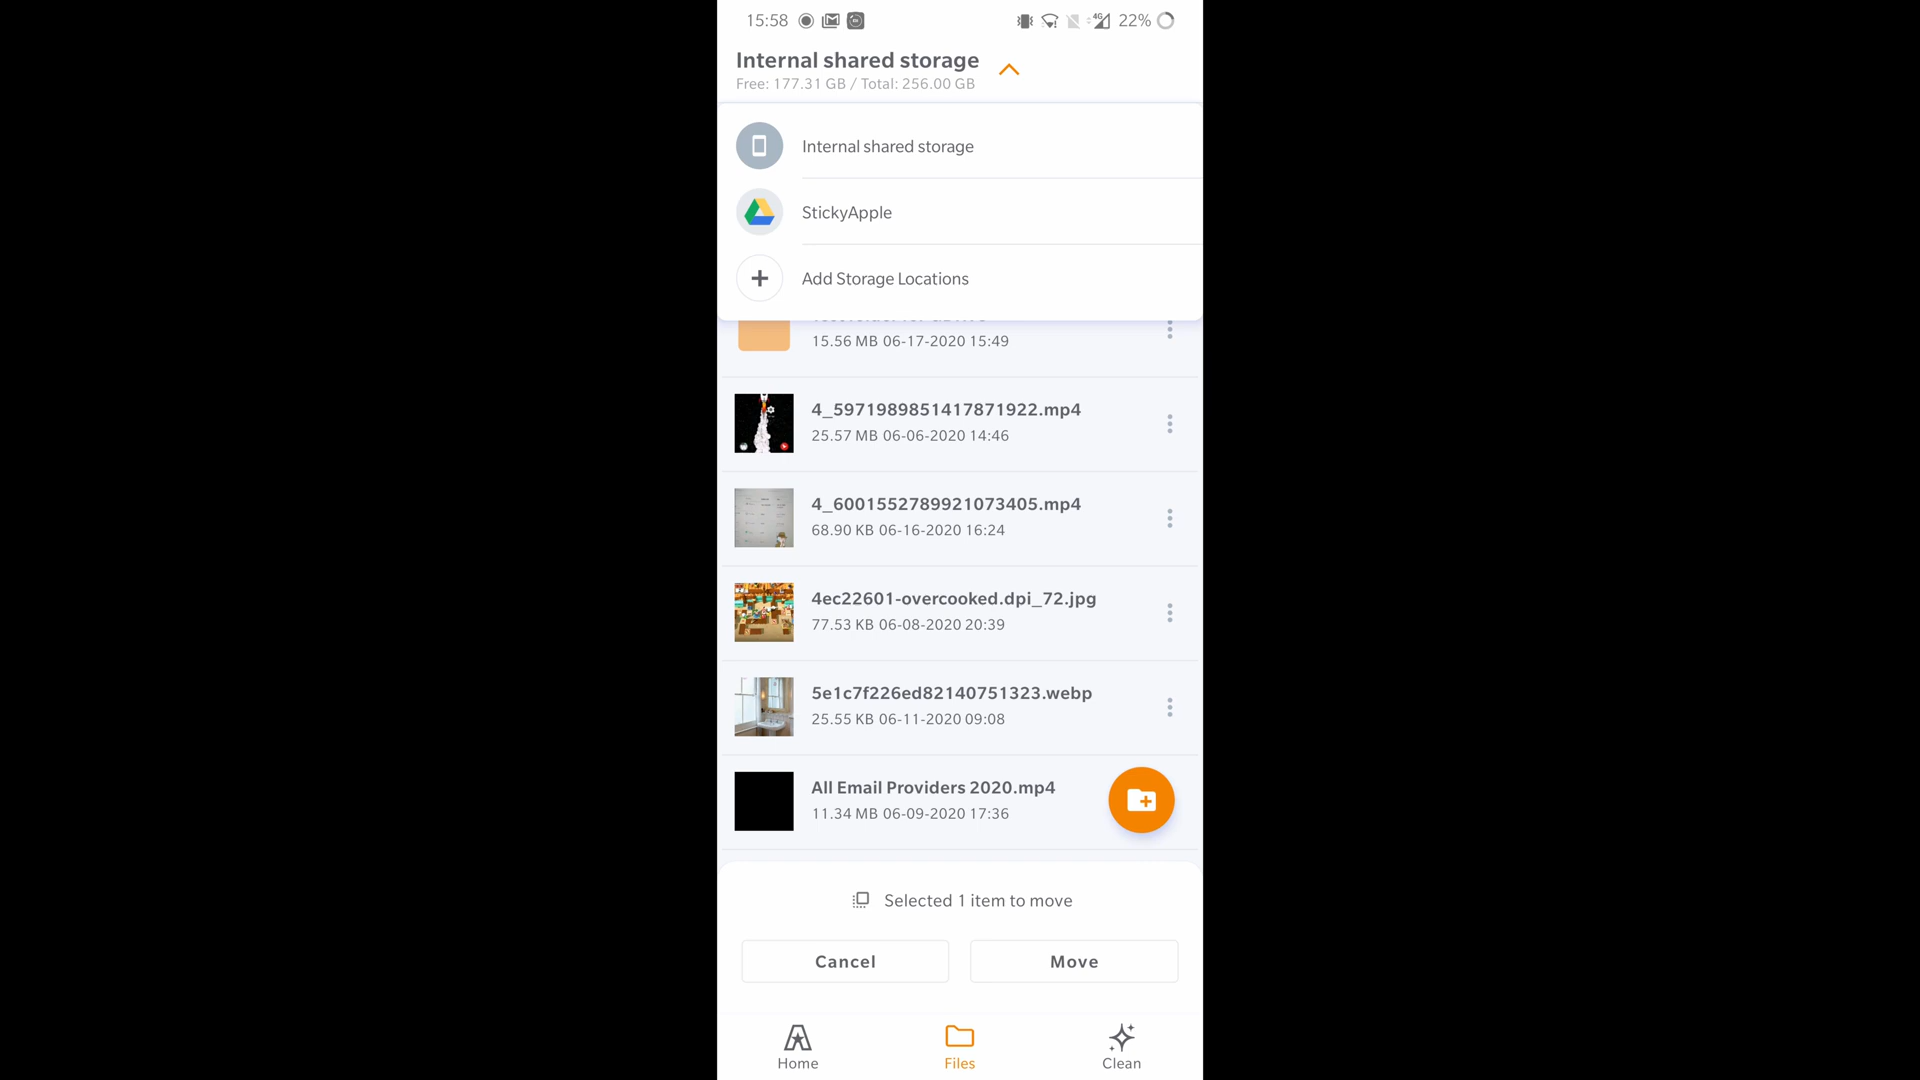 15:58
4G
22%
Internal shared storage
Free: 177.31 GB / Total: 256.00 GB
Internal shared storage
StickyApple
Add Storage Locations
15.56 MB 06-17-2020 15:49
4_5971989851417871922.mp4
25.57 MB 06-06-2020 14:46
4_6001552789921073405.mp4
68.90 KB 06-16-2020 16:24
4ec22601-overcooked.dpi_72.jpg
77.53 KB 06-08-2020 20:39
5e1c7f226ed82140751323.webp
25.55 KB 06-11-2020 09:08
All Email Providers 2020.mp4
11.34 MB 06-09-2020 17:36
Selected 1 item to move
Cancel
Move
Home
Files
Clean